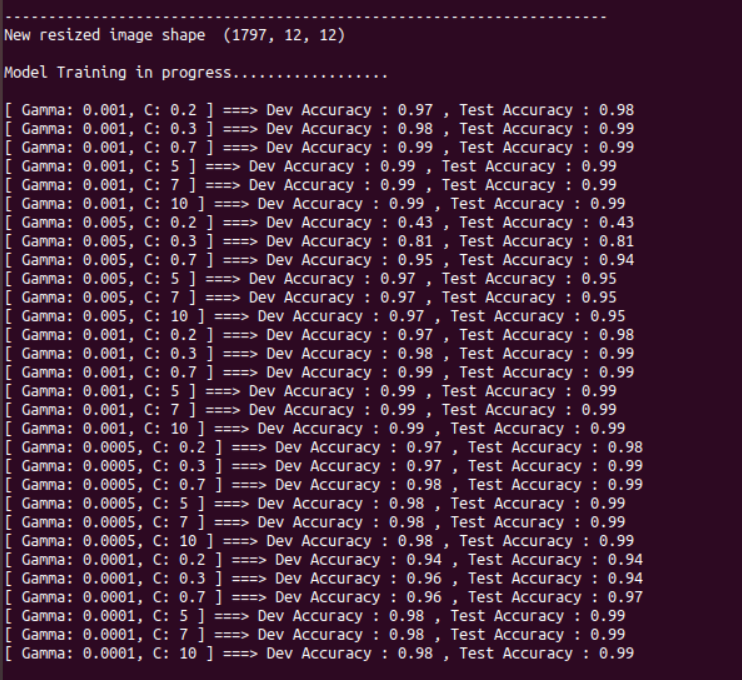 --------------------------------------------------------------------
New resized image shape  (1797, 12, 12)
Model Training in progress..................
[ Gamma: 0.001, C: 0.2 ] ===> Dev Accuracy : 0.97 , Test Accuracy : 0.98
[ Gamma: 0.001, C: 0.3 ] ===> Dev Accuracy : 0.98 , Test Accuracy : 0.99
[ Gamma: 0.001, C: 0.7 ] ===> Dev Accuracy : 0.99 , Test Accuracy : 0.99
[ Gamma: 0.001, C: 5 ] ===> Dev Accuracy : 0.99 , Test Accuracy : 0.99
[ Gamma: 0.001, C: 7 ] ===> Dev Accuracy : 0.99 , Test Accuracy : 0.99
[ Gamma: 0.001, C: 10 ] ===> Dev Accuracy : 0.99 , Test Accuracy : 0.99
[ Gamma: 0.005, C: 0.2 ] ===> Dev Accuracy : 0.43 , Test Accuracy : 0.43
[ Gamma: 0.005, C: 0.3 ] ===> Dev Accuracy : 0.81 , Test Accuracy : 0.81
[ Gamma: 0.005, C: 0.7 ] ===> Dev Accuracy : 0.95 , Test Accuracy : 0.94
[ Gamma: 0.005, C: 5 ] ===> Dev Accuracy : 0.97 , Test Accuracy : 0.95
[ Gamma: 0.005, C: 7 ] ===> Dev Accuracy : 0.97 , Test Accuracy : 0.95
[ Gamma: 0.005, C: 10 ] ===> Dev Accuracy : 0.97 , Test Accuracy : 0.95
[ Gamma: 0.001, C: 0.2 ] ===> Dev Accuracy : 0.97 , Test Accuracy : 0.98
[ Gamma: 0.001, C: 0.3 ] ===> Dev Accuracy : 0.98 , Test Accuracy : 0.99
[ Gamma: 0.001, C: 0.7 ] ===> Dev Accuracy : 0.99 , Test Accuracy : 0.99
[ Gamma: 0.001, C: 5 ] ===> Dev Accuracy : 0.99 , Test Accuracy : 0.99
[ Gamma: 0.001, C: 7 ] ===> Dev Accuracy : 0.99 , Test Accuracy : 0.99
[ Gamma: 0.001, C: 10 ] ===> Dev Accuracy : 0.99 , Test Accuracy : 0.99
[ Gamma: 0.0005, C: 0.2 ] ===> Dev Accuracy : 0.97 , Test Accuracy : 0.98
[ Gamma: 0.0005, C: 0.3 ] ===> Dev Accuracy : 0.97 , Test Accuracy : 0.99
[ Gamma: 0.0005, C: 0.7 ] ===> Dev Accuracy : 0.98 , Test Accuracy : 0.99
[ Gamma: 0.0005, C: 5 ] ===> Dev Accuracy : 0.98 , Test Accuracy : 0.99
[ Gamma: 0.0005, C: 7 ] ===> Dev Accuracy : 0.98 , Test Accuracy : 0.99
[ Gamma: 0.0005, C: 10 ] ===> Dev Accuracy : 0.98 , Test Accuracy : 0.99
[ Gamma: 0.0001, C: 0.2 ] ===> Dev Accuracy : 0.94 , Test Accuracy : 0.94
[ Gamma: 0.0001, C: 0.3 ] ===> Dev Accuracy : 0.96 , Test Accuracy : 0.94
[ Gamma: 0.0001, C: 0.7 ] ===> Dev Accuracy : 0.96 , Test Accuracy : 0.97
[ Gamma: 0.0001, C: 5 ] ===> Dev Accuracy : 0.98 , Test Accuracy : 0.99
[ Gamma: 0.0001, C: 7 ] ===> Dev Accuracy : 0.98 , Test Accuracy : 0.99
[ Gamma: 0.0001, C: 10 ] ===> Dev Accuracy : 0.98 , Test Accuracy : 0.99